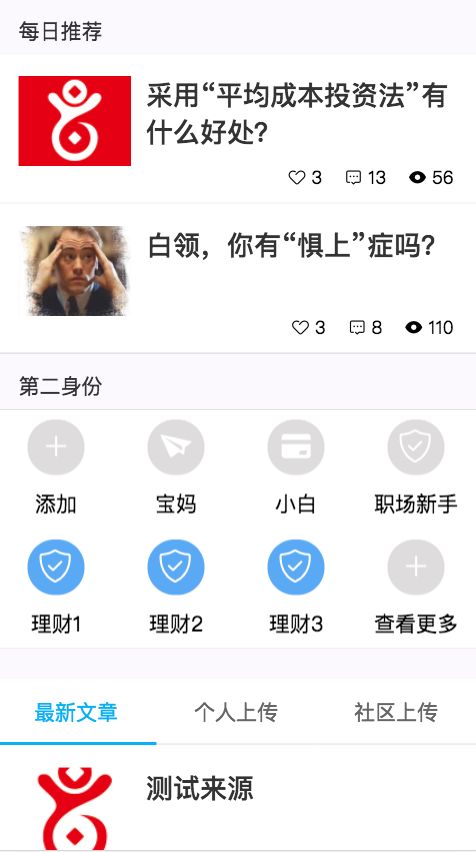 每日推荐
采用“平均成本投资法”有
什么好处？
3 13 56
白领，你有“惧上”症吗？
3 8 110
第二身份
添加 宝妈 小白 职场新手
理财1 理财2 理财3 查看更多
最新文章 个人上传 社区上传
测试来源